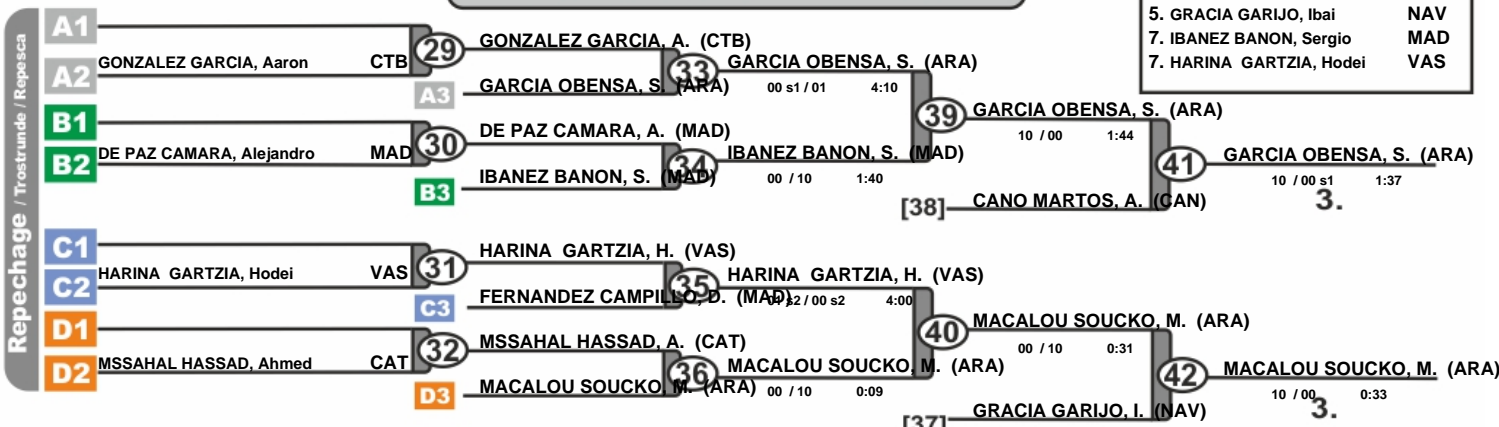 5. GRACIA GARIJO, Ibai NAV
7. IBANEZ BANON, Sergio MAD
7. HARINA GARTZIA, Hodei VAS
Repechage / Trostrunde / Repesca
A1
A2 GONZALEZ GARCIA, Aaron CTB
29 GONZALEZ GARCIA, A. (CTB)
A3 GARCIA OBENSA, S. (ARA)
33 GARCIA OBENSA, S. (ARA)
00 s1 / 01 4:10
B1
B2 DE PAZ CAMARA, Alejandro MAD
30 DE PAZ CAMARA, A. (MAD)
B3 IBANEZ BANON, S. (MAD)
34 IBANEZ BANON, S. (MAD)
00 / 10 1:40
39 GARCIA OBENSA, S. (ARA)
10 / 00 1:44
[38] CANO MARTOS, A. (CAN)
41 GARCIA OBENSA, S. (ARA)
10 / 00 s1 1:37
3.
C1
C2 HARINA GARTZIA, Hodei VAS
31 HARINA GARTZIA, H. (VAS)
C3 FERNANDEZ CAMPILLO, D. (MAD)
35 HARINA GARTZIA, H. (VAS)
01 s2 / 00 s2 4:00
D1
D2 MSSAHAL HASSAD, Ahmed CAT
32 MSSAHAL HASSAD, A. (CAT)
D3 MACALOU SOUCKO, M. (ARA)
36 MACALOU SOUCKO, M. (ARA)
00 / 10 0:09
40 MACALOU SOUCKO, M. (ARA)
00 / 10 0:31
[37] GRACIA GARIJO, I. (NAV)
42 MACALOU SOUCKO, M. (ARA)
10 / 00 0:33
3.